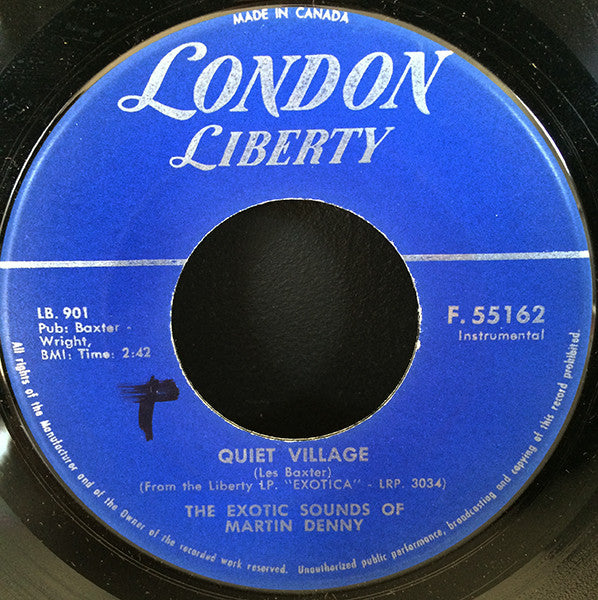 MADE IN CANADA
LONDON
LIBERTY
LB. 901
Pub: Baxter -
Wright,
BMI: Time: 2:42
F. 55162
Instrumental
QUIET VILLAGE
(Les Baxter)
(From the Liberty LP. "EXOTICA" - LRP. 3034)
THE EXOTIC SOUNDS OF
MARTIN DENNY
All rights of the Manufacturer and of the Owner of the recorded work reserved. Unauthorized public performance, broadcasting and copying of this record prohibited.